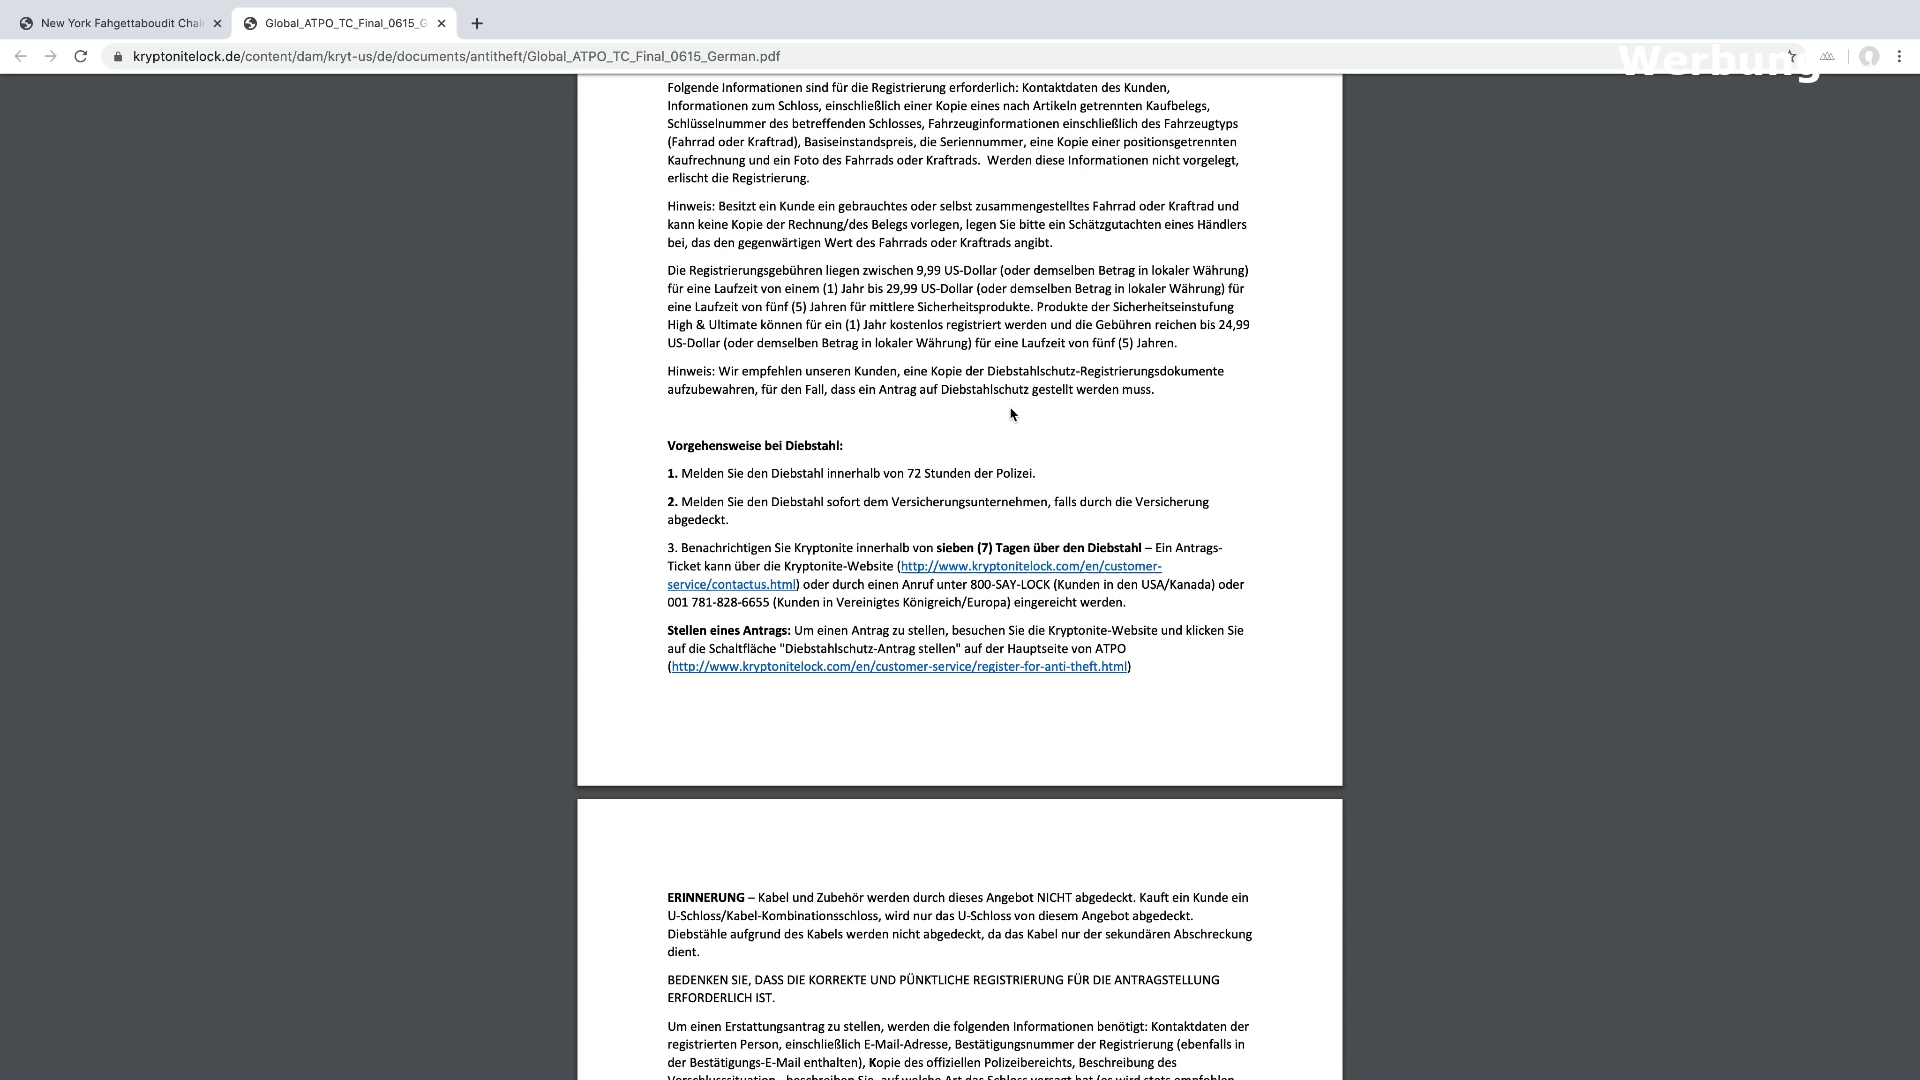 New York Fahgettaboudit Chai
Global_ATPO_TC_Final_0615_G
kryptonitelock.de/content/dam/kryt-us/de/documents/antitheft/Global_ATPO_TC_Final_0615_German.pdf
Werbung
Folgende Informationen sind für die Registrierung erforderlich: Kontaktdaten des Kunden,
Informationen zum Schloss, einschließlich einer Kopie eines nach Artikeln getrennten Kaufbelegs,
Schlüsselnummer des betreffenden Schlosses, Fahrzeuginformationen einschließlich des Fahrzeugtyps
(Fahrrad oder Kraftrad), Basiseinstandspreis, die Seriennummer, eine Kopie einer positionsgetrennten
Kaufrechnung und ein Foto des Fahrrads oder Kraftrads. Werden diese Informationen nicht vorgelegt,
erlischt die Registrierung.
Hinweis: Besitzt ein Kunde ein gebrauchtes oder selbst zusammengestelltes Fahrrad oder Kraftrad und
kann keine Kopie der Rechnung/des Belegs vorlegen, legen Sie bitte ein Schätzgutachten eines Händlers
bei, das den gegenwärtigen Wert des Fahrrads oder Kraftrads angibt.
Die Registrierungsgebühren liegen zwischen 9,99 US-Dollar (oder demselben Betrag in lokaler Währung)
für eine Laufzeit von einem (1) Jahr bis 29,99 US-Dollar (oder demselben Betrag in lokaler Währung) für
eine Laufzeit von fünf (5) Jahren für mittlere Sicherheitsprodukte. Produkte der Sicherheitseinstufung
High & Ultimate können für ein (1) Jahr kostenlos registriert werden und die Gebühren reichen bis 24,99
US-Dollar (oder demselben Betrag in lokaler Währung) für eine Laufzeit von fünf (5) Jahren.
Hinweis: Wir empfehlen unseren Kunden, eine Kopie der Diebstahlschutz-Registrierungsdokumente
aufzubewahren, für den Fall, dass ein Antrag auf Diebstahlschutz gestellt werden muss.
Vorgehensweise bei Diebstahl:
1. Melden Sie den Diebstahl innerhalb von 72 Stunden der Polizei.
2. Melden Sie den Diebstahl sofort dem Versicherungsunternehmen, falls durch die Versicherung
abgedeckt.
3. Benachrichtigen Sie Kryptonite innerhalb von sieben (7) Tagen über den Diebstahl – Ein Antrags-
Ticket kann über die Kryptonite-Website (http://www.kryptonitelock.com/en/customer-
service/contactus.html) oder durch einen Anruf unter 800-SAY-LOCK (Kunden in den USA/Kanada) oder
001 781-828-6655 (Kunden in Vereinigtes Königreich/Europa) eingereicht werden.
Stellen eines Antrags: Um einen Antrag zu stellen, besuchen Sie die Kryptonite-Website und klicken Sie
auf die Schaltfläche "Diebstahlschutz-Antrag stellen" auf der Hauptseite von ATPO
(http://www.kryptonitelock.com/en/customer-service/register-for-anti-theft.html)
ERINNERUNG – Kabel und Zubehör werden durch dieses Angebot NICHT abgedeckt. Kauft ein Kunde ein
U-Schloss/Kabel-Kombinationsschloss, wird nur das U-Schloss von diesem Angebot abgedeckt.
Diebstähle aufgrund des Kabels werden nicht abgedeckt, da das Kabel nur der sekundären Abschreckung
dient.
BEDENKEN SIE, DASS DIE KORREKTE UND PÜNKTLICHE REGISTRIERUNG FÜR DIE ANTRAGSTELLUNG
ERFORDERLICH IST.
Um einen Erstattungsantrag zu stellen, werden die folgenden Informationen benötigt: Kontaktdaten der
registrierten Person, einschließlich E-Mail-Adresse, Bestätigungsnummer der Registrierung (ebenfalls in
der Bestätigungs-E-Mail enthalten), Kopie des offiziellen Polizeibereichts, Beschreibung des